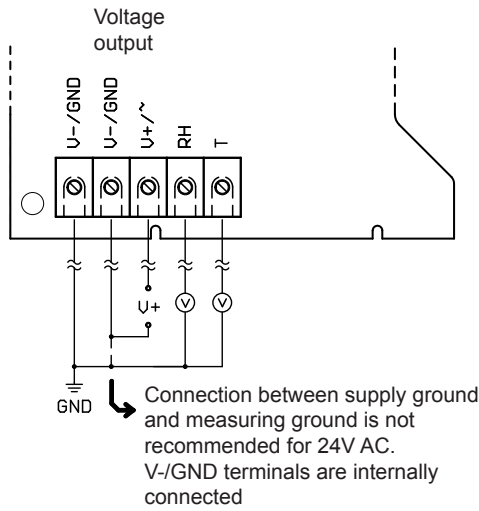 Voltage
output
V-/GND
V-/GND
V+/~
RH
T
V+
V
V
GND
Connection between supply ground
and measuring ground is not
recommended for 24V AC.
V-/GND terminals are internally
connected